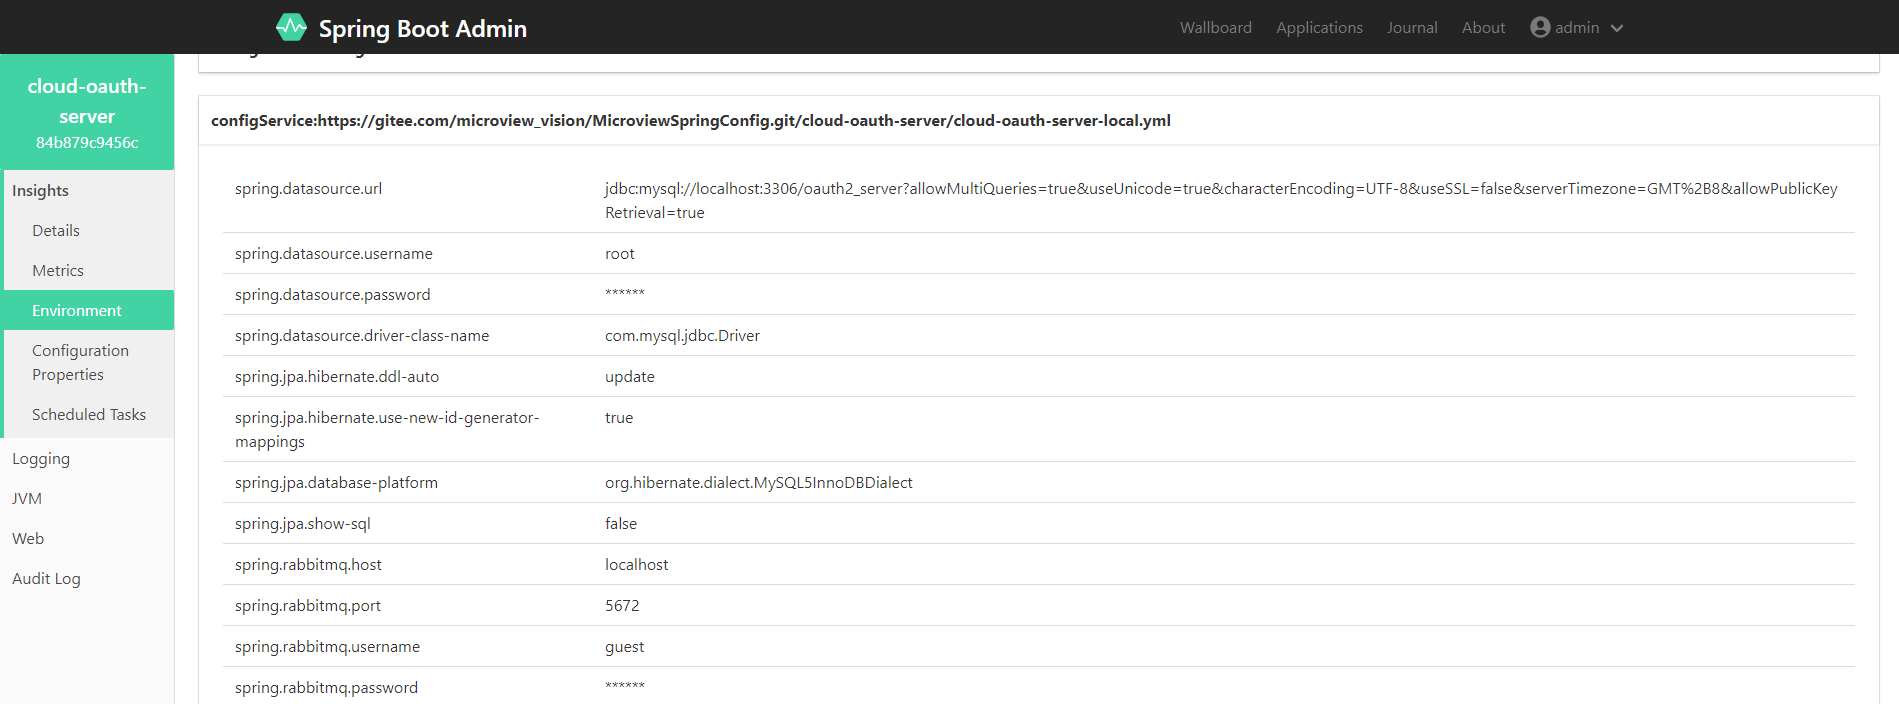 Spring Boot Admin
Wallboard
Applications
Journal
About
admin
cloud-oauth-
server
84b879c9456c
Insights
Details
Metrics
Environment
Configuration
Properties
Scheduled Tasks
Logging
JVM
Web
Audit Log
configService:https://gitee.com/microview_vision/MicroviewSpringConfig.git/cloud-oauth-server/cloud-oauth-server-local.yml
spring.datasource.url
jdbc:mysql://localhost:3306/oauth2_server?allowMultiQueries=true&useUnicode=true&characterEncoding=UTF-8&useSSL=false&serverTimezone=GMT%2B8&allowPublicKey
Retrieval=true
spring.datasource.username
root
spring.datasource.password
******
spring.datasource.driver-class-name
com.mysql.jdbc.Driver
spring.jpa.hibernate.ddl-auto
update
spring.jpa.hibernate.use-new-id-generator-
mappings
true
spring.jpa.database-platform
org.hibernate.dialect.MySQL5InnoDBDialect
spring.jpa.show-sql
false
spring.rabbitmq.host
localhost
spring.rabbitmq.port
5672
spring.rabbitmq.username
guest
spring.rabbitmq.password
******